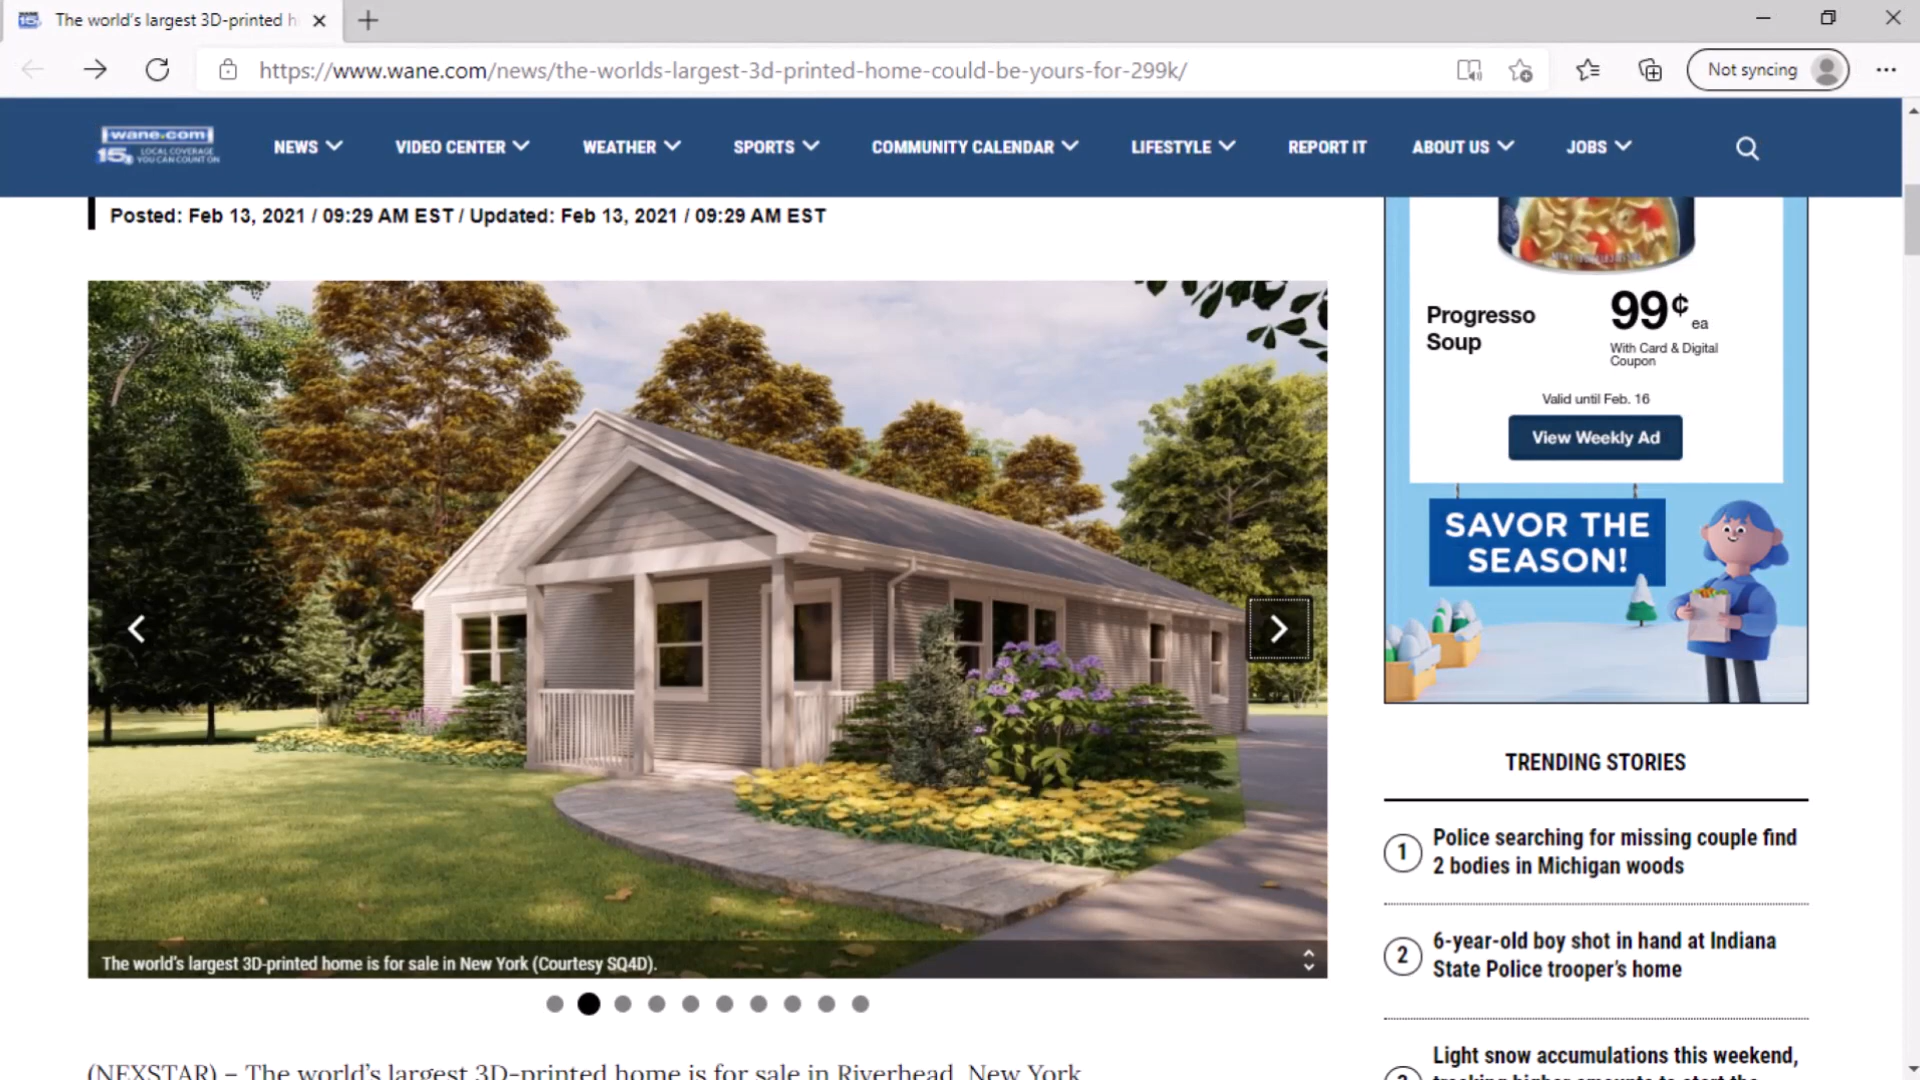 The world's largest 3D-printed h
https://www.wane.com/news/the-worlds-largest-3d-printed-home-could-be-yours-for-299k/
Not syncing
wane.com
15
LOCAL COVERAGE
YOU CAN COUNT ON
NEWS
VIDEO CENTER
WEATHER
SPORTS
COMMUNITY CALENDAR
LIFESTYLE
REPORT IT
ABOUT US
JOBS
Posted: Feb 13, 2021 / 09:29 AM EST / Updated: Feb 13, 2021 / 09:29 AM EST
The world's largest 3D-printed home is for sale in New York (Courtesy SQ4D).
(NEXSTAR) – The world's largest 3D-printed home is for sale in Riverhead, New York
Progresso
Soup
99¢ ea
With Card & Digital
Coupon
Valid until Feb. 16
View Weekly Ad
SAVOR THE
SEASON!
TRENDING STORIES
1
Police searching for missing couple find
2 bodies in Michigan woods
2
6-year-old boy shot in hand at Indiana
State Police trooper's home
Light snow accumulations this weekend,